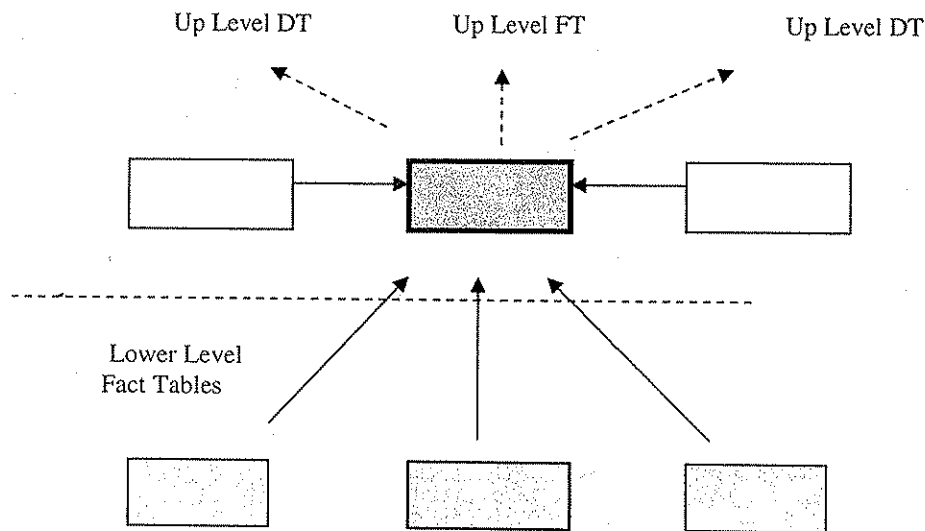 Up Level DT
Up Level FT
Up Level DT
Lower Level
Fact Tables